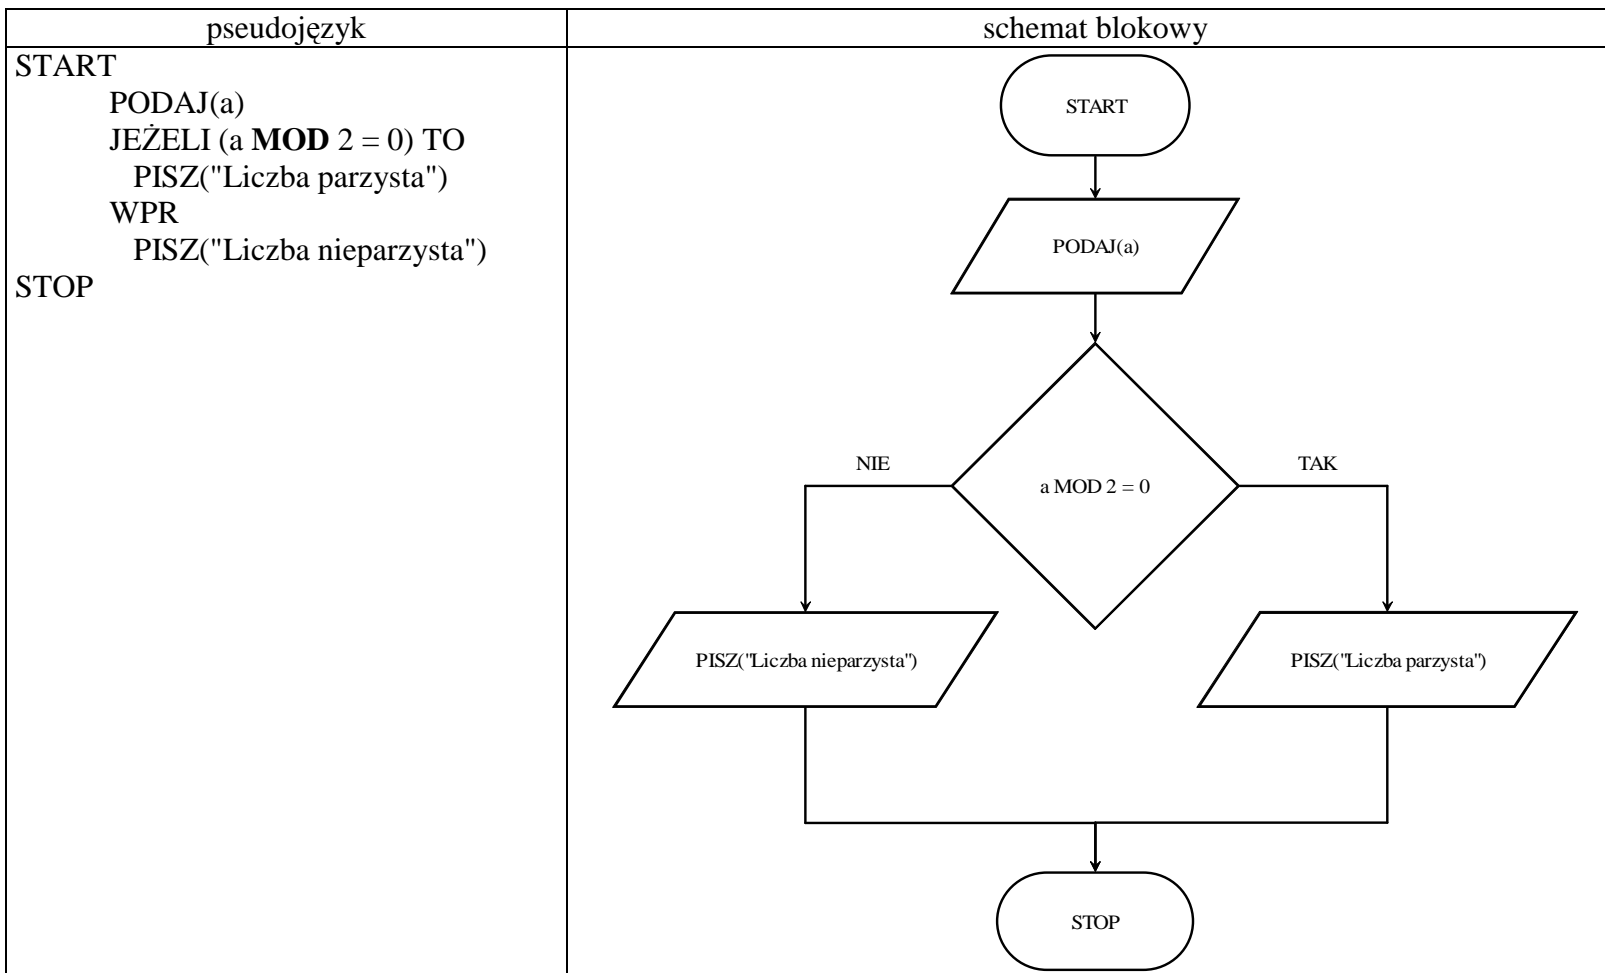 pseudojęzyk
schemat blokowy
START
PODAJ(a)
JEŻELI (a MOD 2 = 0) TO
PISZ("Liczba parzysta")
WPR
PISZ("Liczba nieparzysta")
STOP
START
PODAJ(a)
NIE
TAK
a MOD 2 = 0
PISZ("Liczba nieparzysta")
PISZ("Liczba parzysta")
STOP